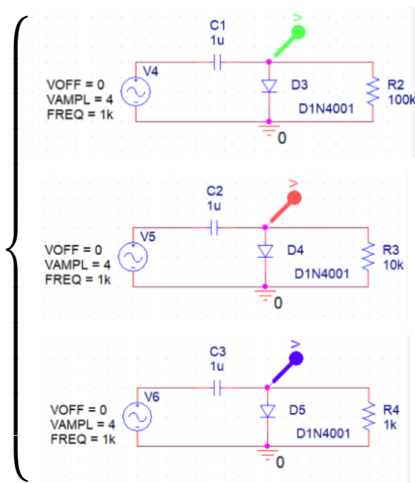 C1
1u
V
V4
VOFF = 0
VAMPL = 4
FREQ = 1k
D3
D1N4001
R2
100k
0
C2
1u
V
V5
VOFF = 0
VAMPL = 4
FREQ = 1k
D4
D1N4001
R3
10k
0
C3
1u
V
V6
VOFF = 0
VAMPL = 4
FREQ = 1k
D5
D1N4001
R4
1k
0